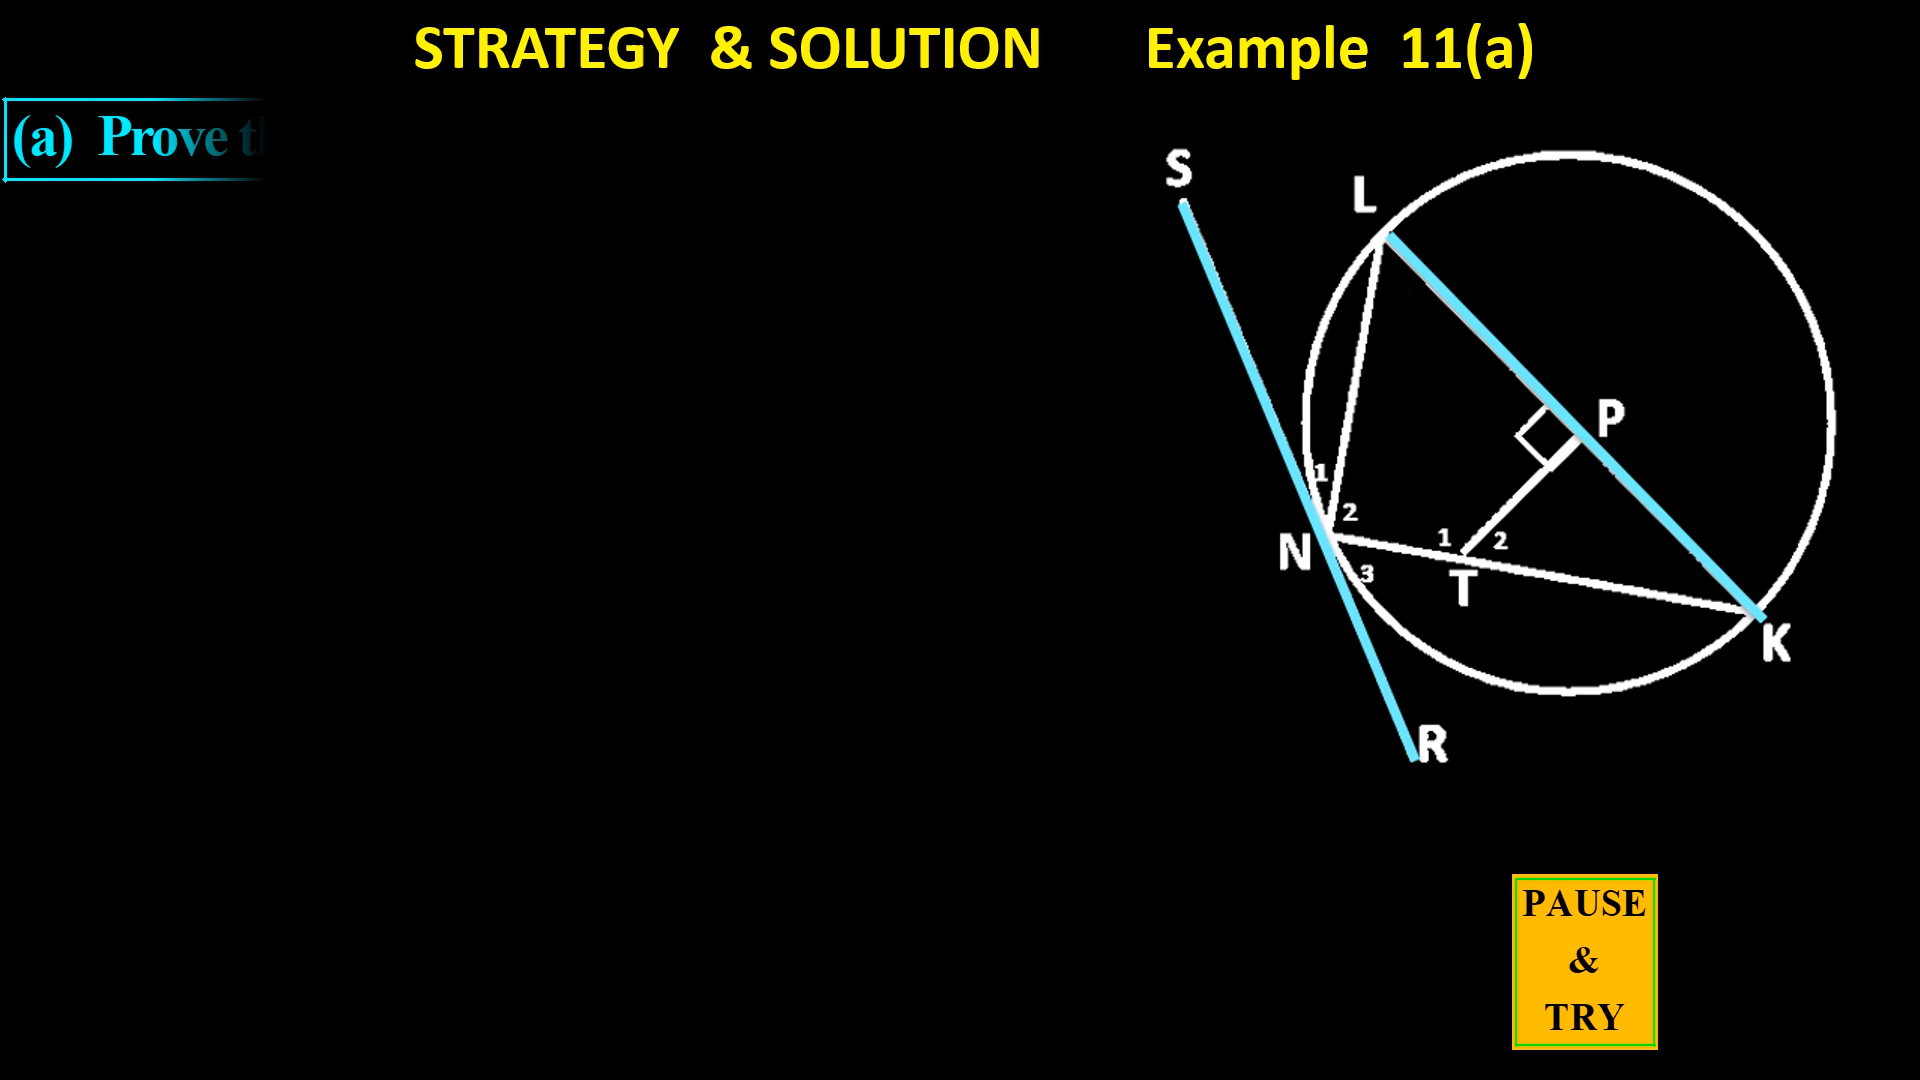 STRATEGY & SOLUTION Example 11(a)
(a) Prove
S
L
P
1
2
N
1
2
3
T
K
R
PAUSE
&
TRY